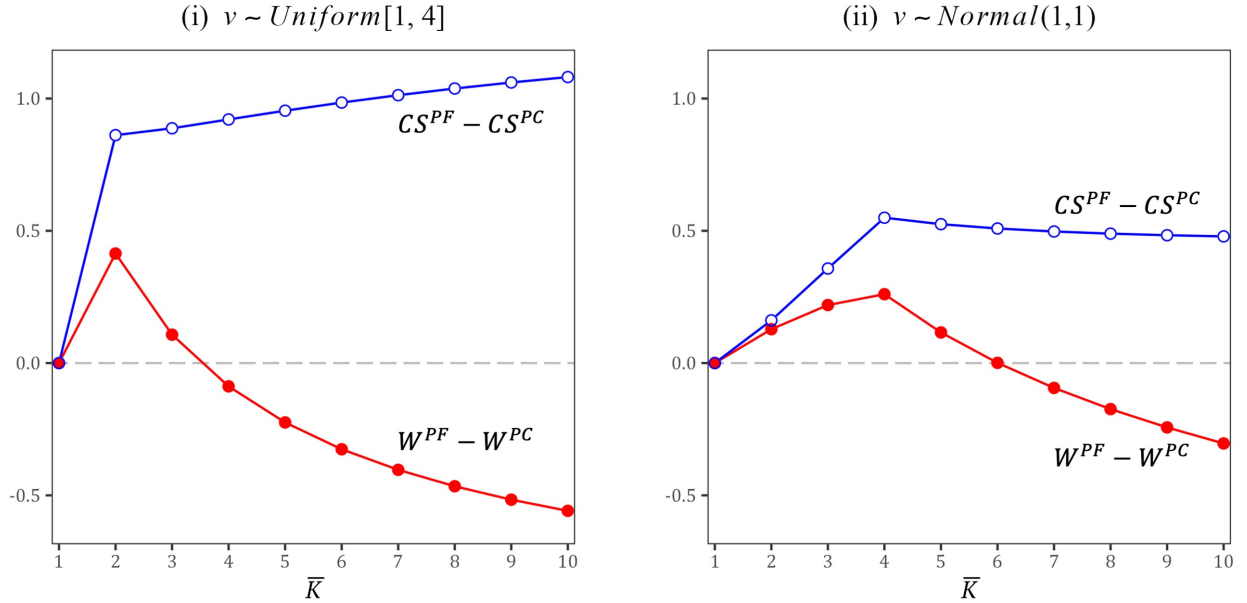 (i) v ~ Uniform[1, 4]
1.0
0.5
0.0
-0.5
CS^PF − CS^PC
W^PF − W^PC
1 2 3 4 5 6 7 8 9 10
K̅
(ii) v ~ Normal(1,1)
1.0
0.5
0.0
-0.5
CS^PF − CS^PC
W^PF − W^PC
1 2 3 4 5 6 7 8 9 10
K̅